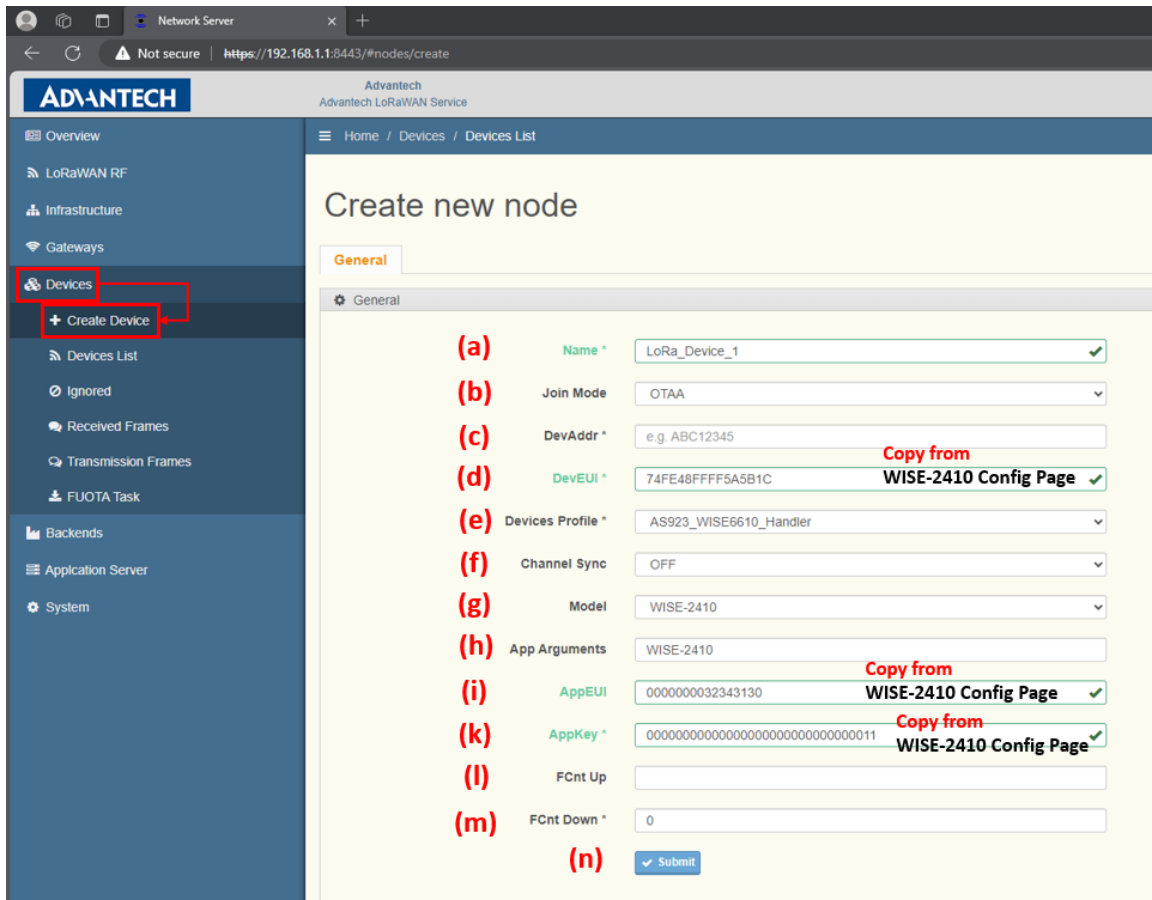 Network Server
Not secure https://192.168.1.1:8443/#nodes/create
ADVANTECH
Advantech
Advantech LoRaWAN Service
Overview
LoRaWAN RF
Infrastructure
Gateways
Devices
Create Device
Devices List
Ignored
Received Frames
Transmission Frames
FUOTA Task
Backends
Applcation Server
System
Home / Devices / Devices List
Create new node
General
General
(a) Name * LoRa_Device_1
(b) Join Mode OTAA
(c) DevAddr * e.g. ABC12345
Copy from
(d) DevEUI * 74FE48FFFF5A5B1C WISE-2410 Config Page
(e) Devices Profile * AS923_WISE6610_Handler
(f) Channel Sync OFF
(g) Model WISE-2410
(h) App Arguments WISE-2410
Copy from
(i) AppEUI 0000000032343130 WISE-2410 Config Page
Copy from
(k) AppKey * 00000000000000000000000000000011 WISE-2410 Config Page
(l) FCnt Up
(m) FCnt Down * 0
(n) Submit